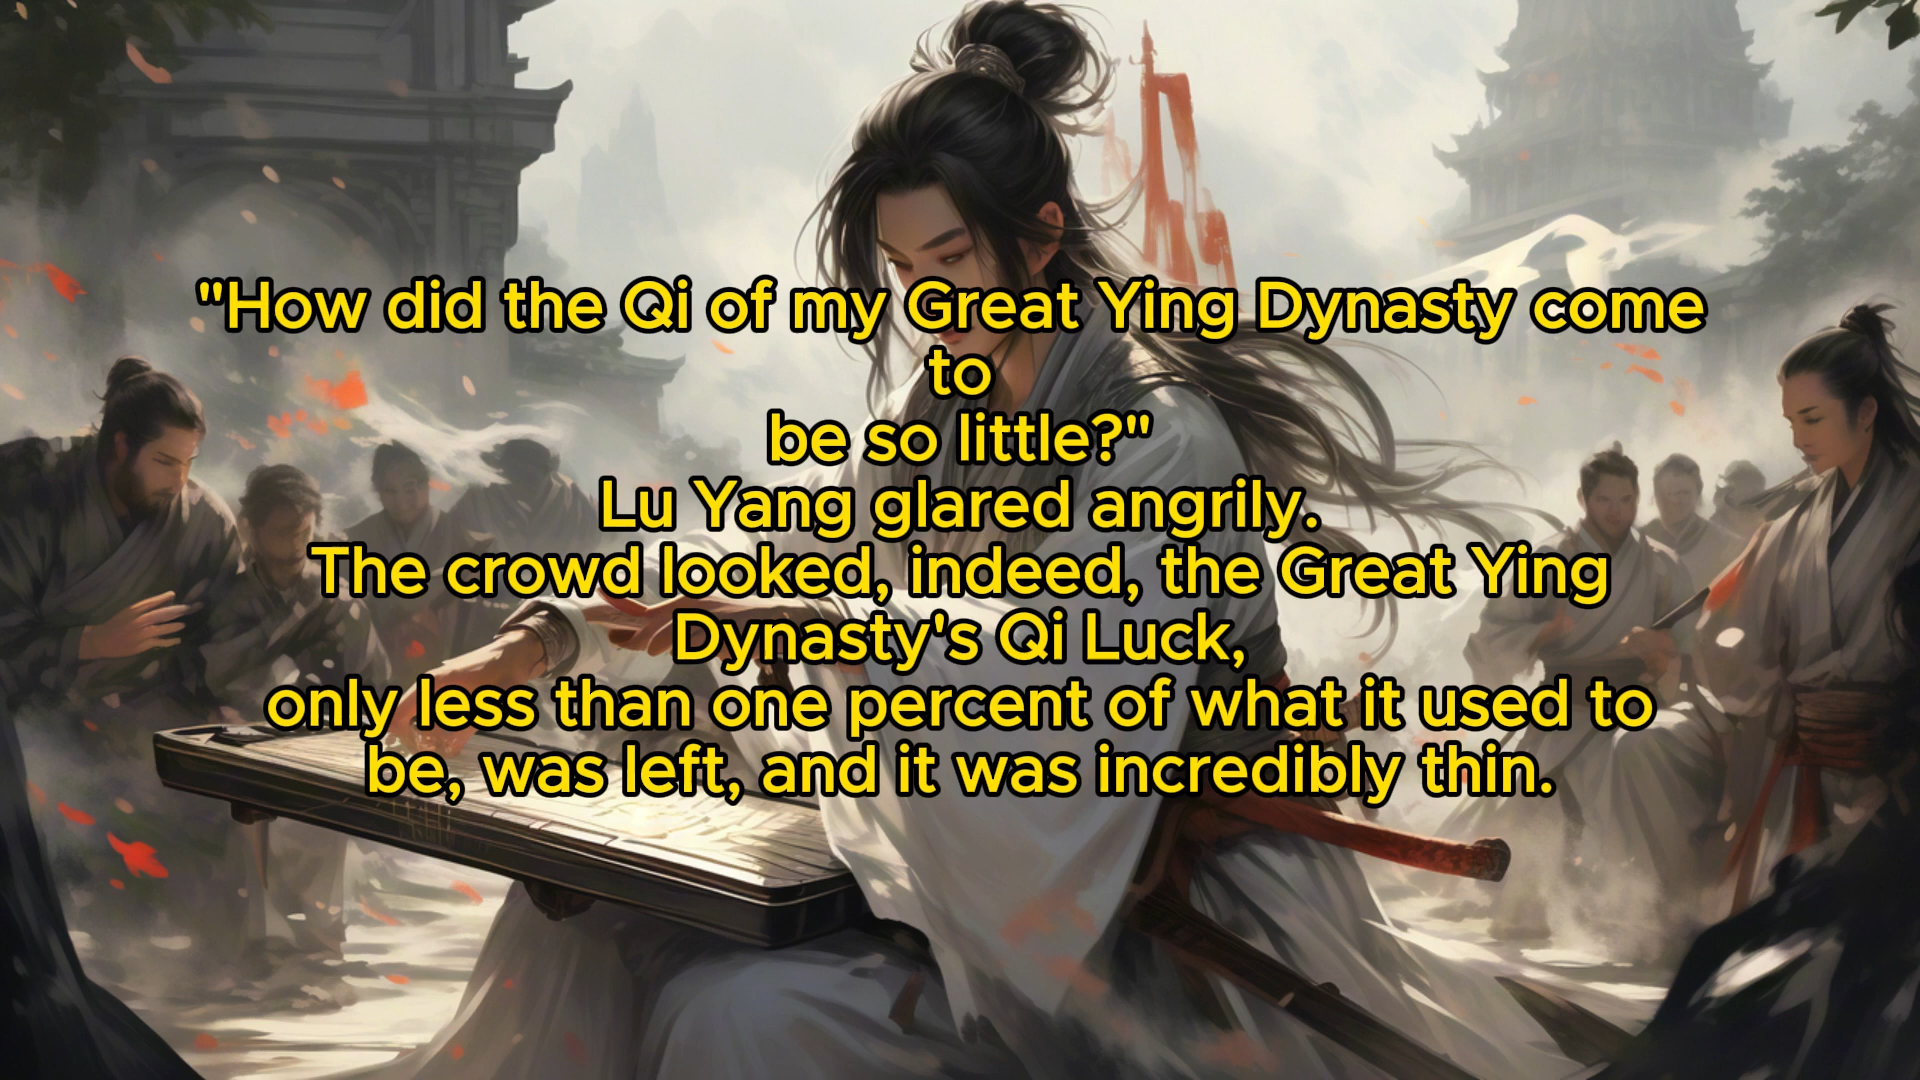 "How did the Qi of my Great Ying Dynasty come
to
be so little?"
Lu Yang glared angrily.
The crowd looked, indeed, the Great Ying
Dynasty's Qi Luck,
only less than one percent of what it used to
be, was left, and it was incredibly thin.